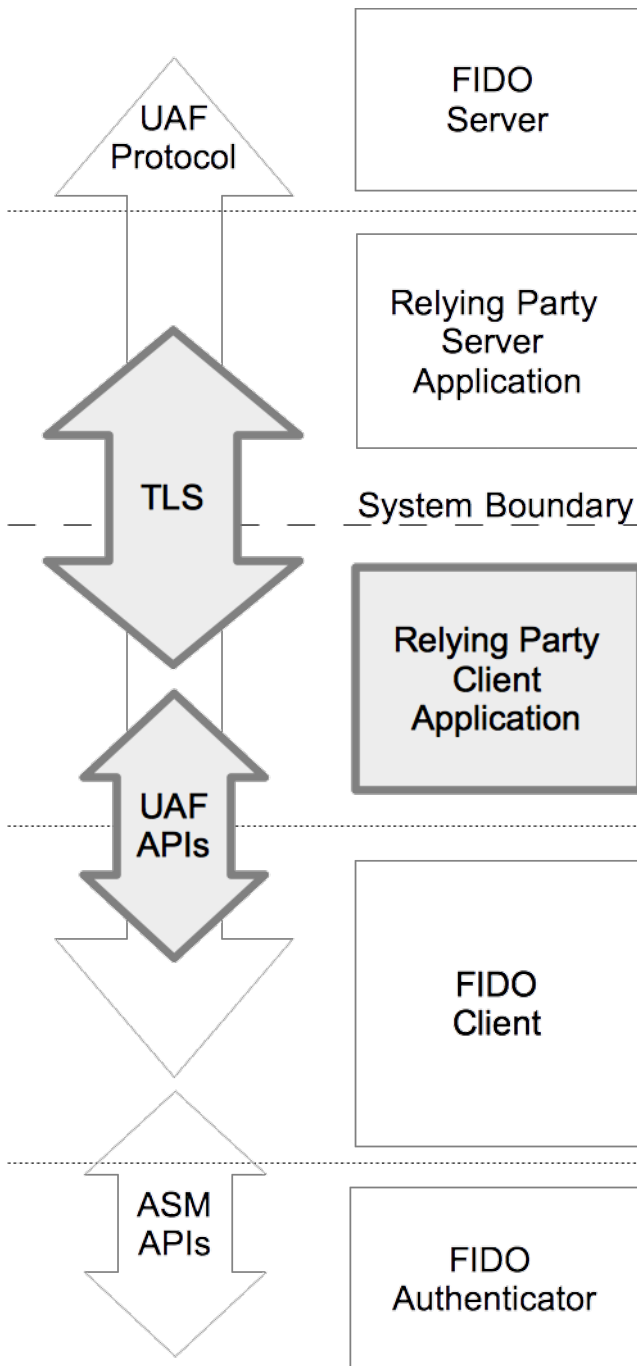 FIDO
Server
UAF
Protocol
Relying Party
Server
Application
TLS
System Boundary
Relying Party
Client
Application
UAF
APIs
FIDO
Client
ASM
APIs
FIDO
Authenticator